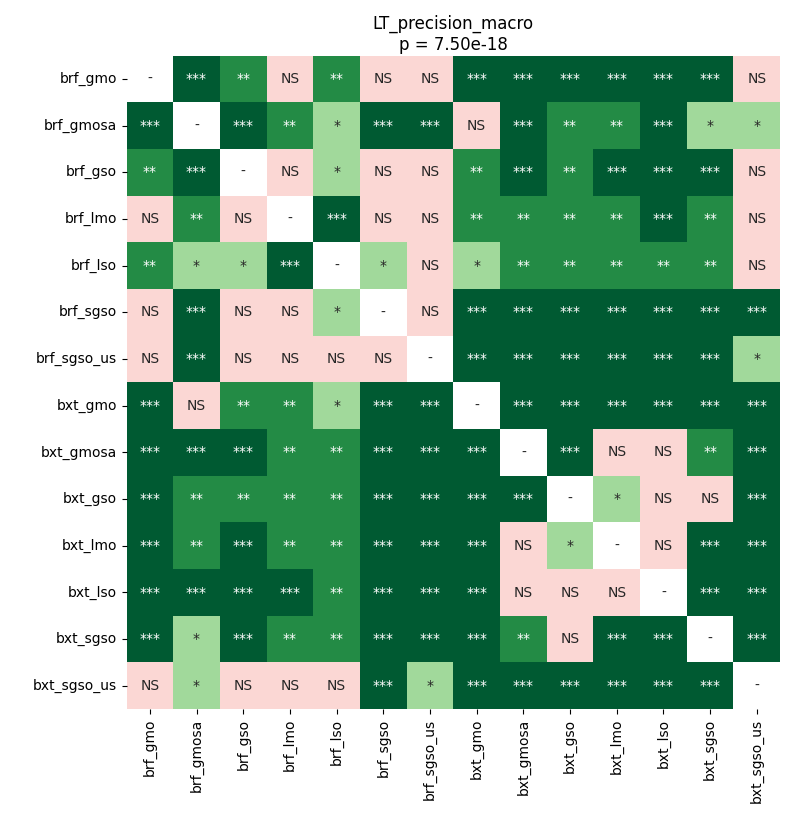 LT_precision_macro
p = 7.50e-18
brf_gmo - *** ** NS ** NS NS *** *** *** *** *** *** NS
brf_gmosa *** - *** ** * *** *** NS *** ** ** *** * *
brf_gso ** *** - NS * NS NS ** *** ** *** *** *** NS
brf_lmo NS ** NS - *** NS NS ** ** ** ** *** ** NS
brf_lso ** * * *** - * NS * ** ** ** ** ** NS
brf_sgso NS *** NS NS * - NS *** *** *** *** *** *** ***
brf_sgso_us NS *** NS NS NS NS - *** *** *** *** *** *** *
bxt_gmo *** NS ** ** * *** *** - *** *** *** *** *** ***
bxt_gmosa *** *** *** ** ** *** *** *** - *** NS NS ** ***
bxt_gso *** ** ** ** ** *** *** *** *** - * NS NS ***
bxt_lmo *** ** *** ** ** *** *** *** NS * - NS *** ***
bxt_lso *** *** *** *** ** *** *** *** NS NS NS - *** ***
bxt_sgso *** * *** ** ** *** *** *** ** NS *** *** - ***
bxt_sgso_us NS * NS NS NS *** * *** *** *** *** *** *** -
brf_gmo brf_gmosa brf_gso brf_lmo brf_lso brf_sgso brf_sgso_us bxt_gmo bxt_gmosa bxt_gso bxt_lmo bxt_lso bxt_sgso bxt_sgso_us